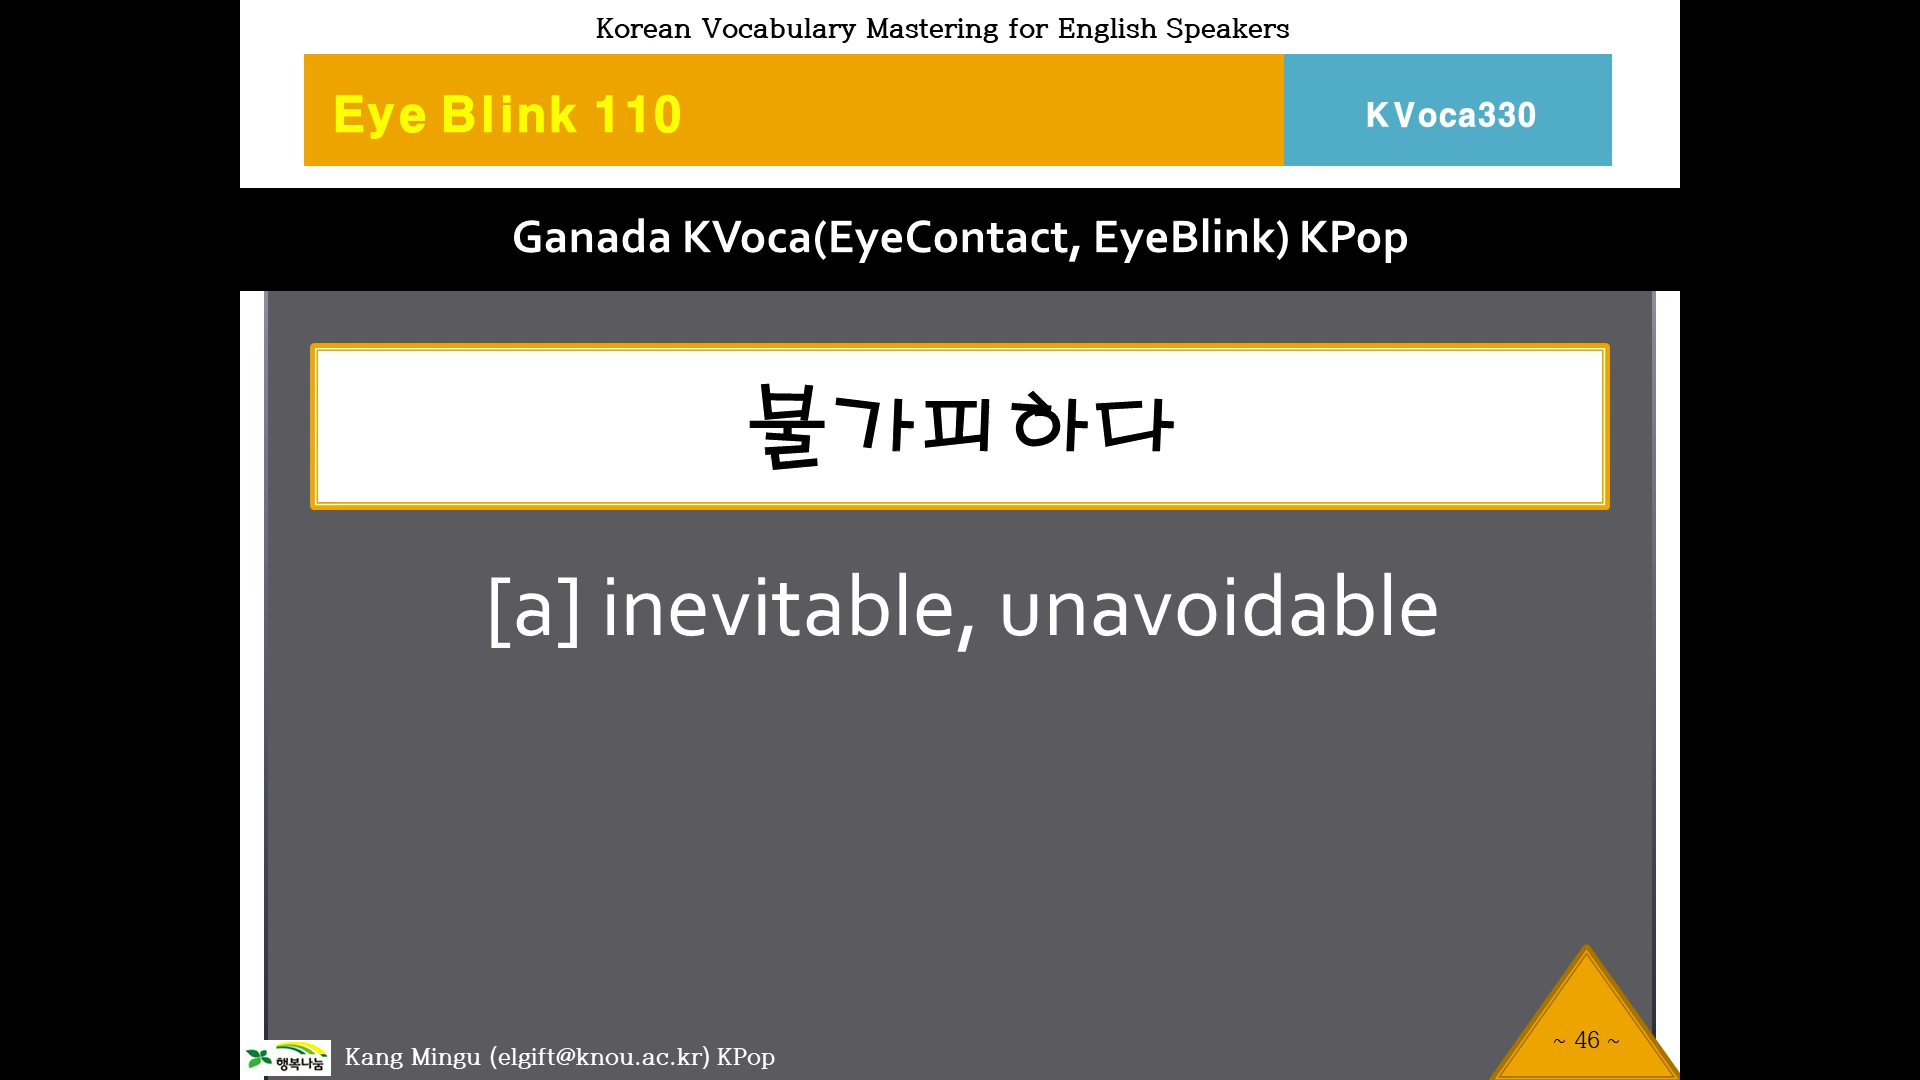 Korean Vocabulary Mastering for English Speakers
Eye Blink 110
KVoca330
Ganada KVoca(EyeContact, EyeBlink) KPop
불가피하다
[a] inevitable, unavoidable
행복나눔
Kang Mingu (elgift@knou.ac.kr) KPop
~ 46 ~